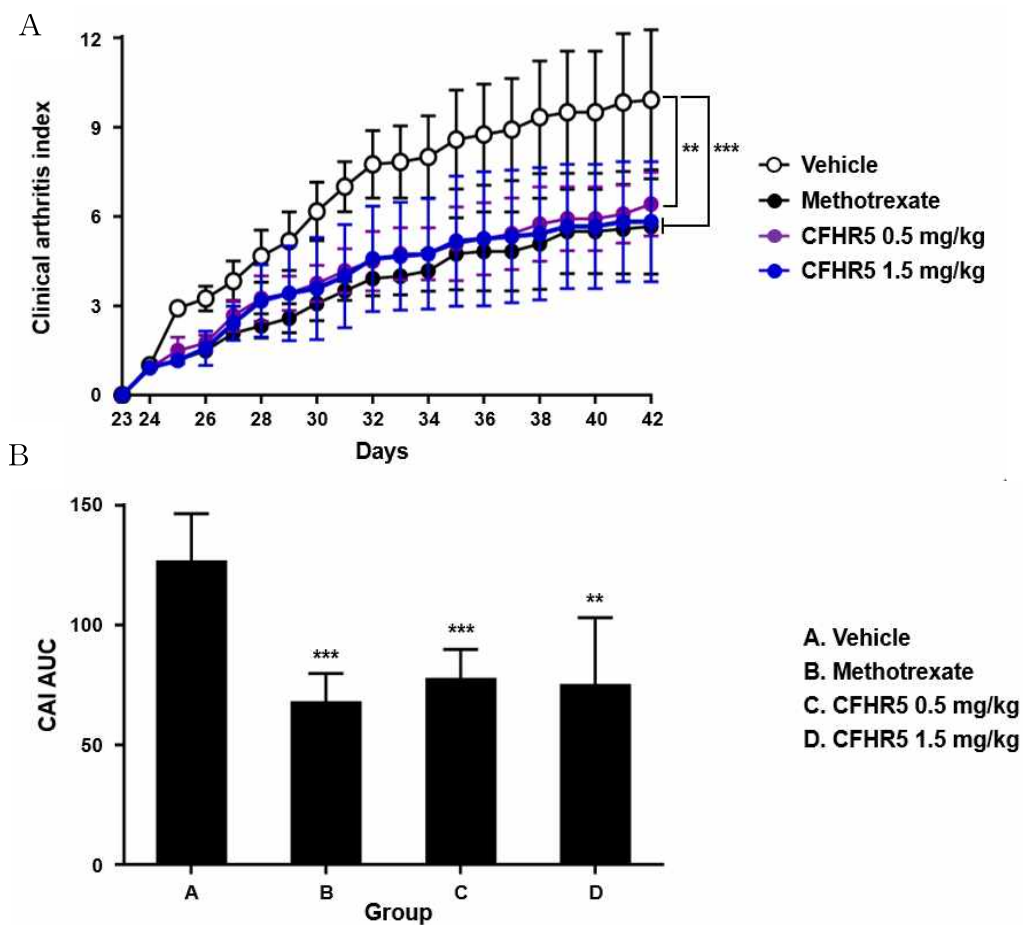 A
Clinical arthritis index
12
9
6
3
0
23 24 26 28 30 32 34 36 38 40 42
Days
** ***
Vehicle
Methotrexate
CFHR5 0.5 mg/kg
CFHR5 1.5 mg/kg
B
CAI AUC
150
100
50
0
***
***
**
A B C D
Group
A. Vehicle
B. Methotrexate
C. CFHR5 0.5 mg/kg
D. CFHR5 1.5 mg/kg